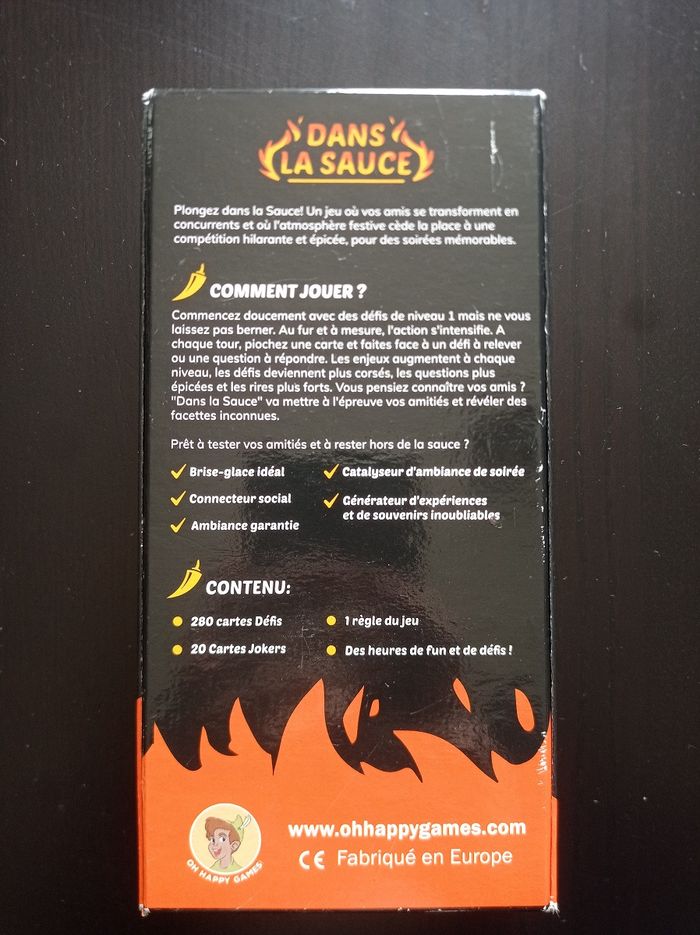 DANS
LA SAUCE
Plongez dans la Sauce! Un jeu où vos amis se transforment en
concurrents et où l'atmosphère festive cède la place à une
compétition hilarante et épicée, pour des soirées mémorables.
COMMENT JOUER ?
Commencez doucement avec des défis de niveau 1 mais ne vous
laissez pas berner. Au fur et à mesure, l'action s'intensifie. A
chaque tour, piochez une carte et faites face à un défi à relever
ou une question à répondre. Les enjeux augmentent à chaque
niveau, les défis deviennent plus corsés, les questions plus
épicées et les rires plus forts. Vous pensiez connaître vos amis ?
"Dans la Sauce" va mettre à l'épreuve vos amitiés et révéler des
facettes inconnues.
Prêt à tester vos amitiés et à rester hors de la sauce ?
Brise-glace idéal
Connecteur social
Ambiance garantie
Catalyseur d'ambiance de soirée
Générateur d'expériences
et de souvenirs inoubliables
CONTENU:
280 cartes Défis
20 Cartes Jokers
1 règle du jeu
Des heures de fun et de défis !
OH HAPPY GAMES
www.ohhappygames.com
CE Fabriqué en Europe